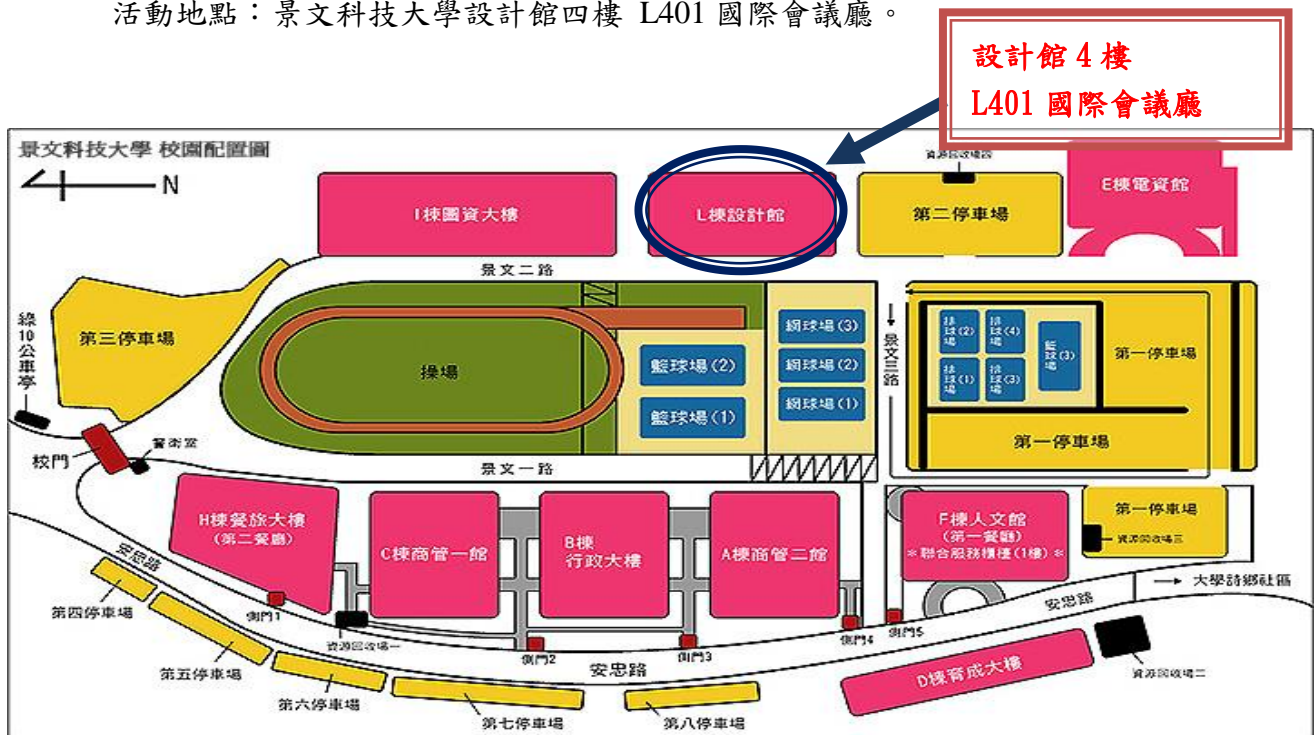 活動地點：景文科技大學設計館四樓 L401 國際會議廳。
設計館 4 樓
L401 國際會議廳
景文科技大學 校園配置圖
N
資源回收場四
I棟圖資大樓
L棟設計館
第二停車場
E棟電資館
景文二路
綠10公車亭
第三停車場
操場
籃球場(2)
籃球場(1)
網球場(3)
網球場(2)
網球場(1)
景文三路
排球場(2)
排球場(4)
籃球場(3)
排球場(1)
排球場(3)
第一停車場
第一停車場
校門
警衛室
景文一路
H棟餐旅大樓
(第二餐廳)
C棟商管一館
B棟
行政大樓
A棟商管二館
F棟人文館
(第一餐廳)
＊聯合服務櫃檯(1樓)＊
第一停車場
資源回收場三
大學詩鄉社區
安忠路
安忠路
安忠路
第四停車場
側門1
資源回收場一
側門2
側門3
側門4
側門5
第五停車場
第六停車場
第七停車場
第八停車場
D棟育成大樓
資源回收場二